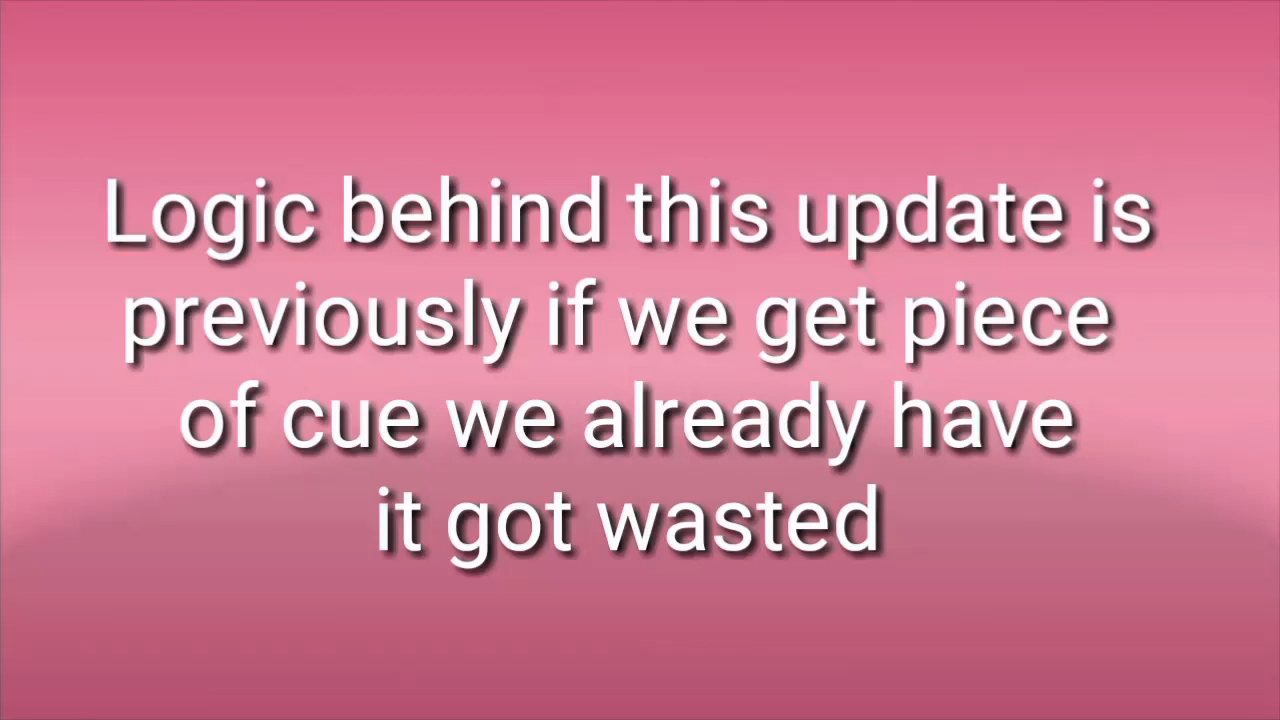 Logic behind this update is
previously if we get piece
of cue we already have
it got wasted